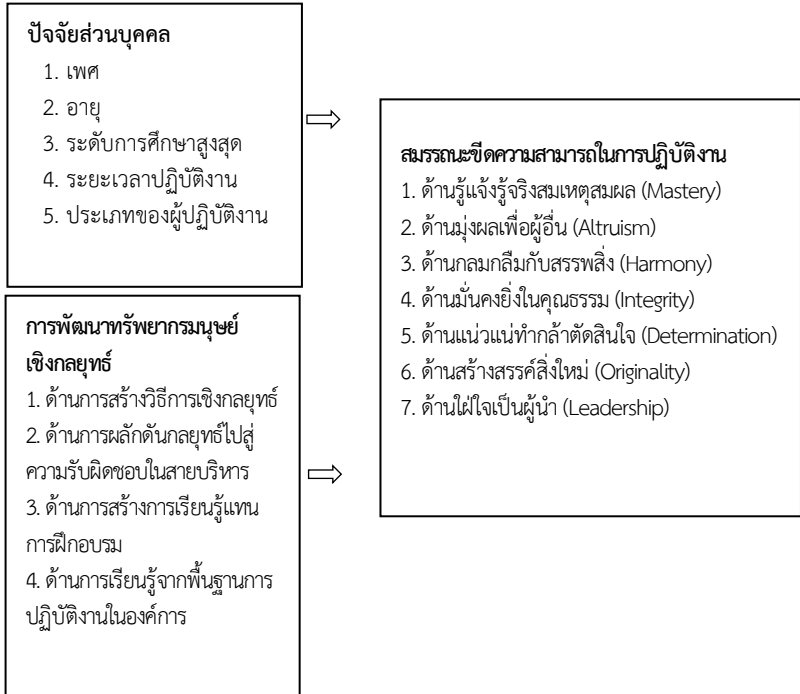 ปัจจัยส่วนบุคคล
1. เพศ
2. อายุ
3. ระดับการศึกษาสูงสุด
4. ระยะเวลาปฏิบัติงาน
5. ประเภทของผู้ปฏิบัติงาน
การพัฒนาทรัพยากรมนุษย์
เชิงกลยุทธ์
1. ด้านการสร้างวิธีการเชิงกลยุทธ์
2. ด้านการผลักดันกลยุทธ์ไปสู่
ความรับผิดชอบในสายบริหาร
3. ด้านการสร้างการเรียนรู้แทน
การฝึกอบรม
4. ด้านการเรียนรู้จากพื้นฐานการ
ปฏิบัติงานในองค์การ
สมรรถนะขีดความสามารถในการปฏิบัติงาน
1. ด้านรู้แจ้งรู้จริงสมเหตุสมผล (Mastery)
2. ด้านมุ่งผลเพื่อผู้อื่น (Altruism)
3. ด้านกลมกลืมกับสรรพสิ่ง (Harmony)
4. ด้านมั่นคงยิ่งในคุณธรรม (Integrity)
5. ด้านแน่วแน่ทำกล้าตัดสินใจ (Determination)
6. ด้านสร้างสรรค์สิ่งใหม่ (Originality)
7. ด้านใฝ่ใจเป็นผู้นำ (Leadership)